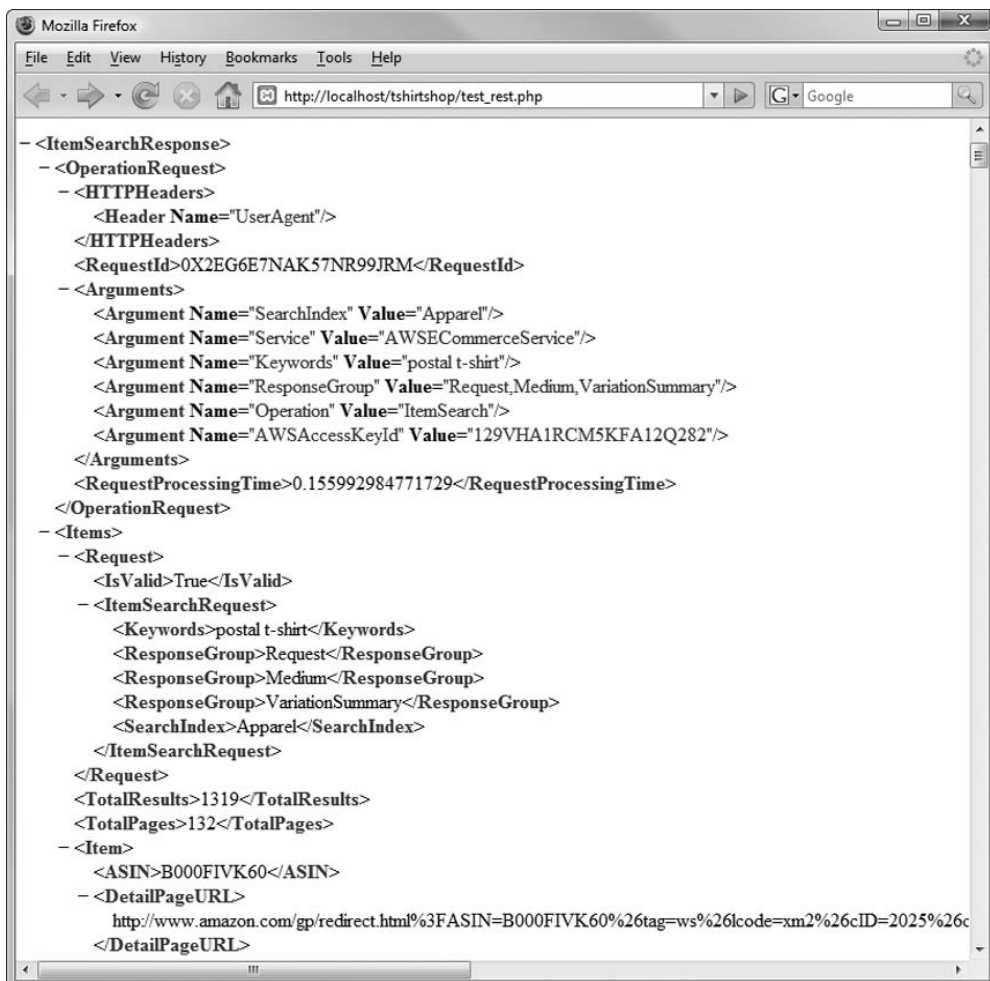 Mozilla Firefox
File Edit View History Bookmarks Tools Help
http://localhost/tshirtshop/test_rest.php
G Google
− <ItemSearchResponse>
− <OperationRequest>
− <HTTPHeaders>
<Header Name="UserAgent"/>
</HTTPHeaders>
<RequestId>0X2EG6E7NAK57NR99JRM</RequestId>
− <Arguments>
<Argument Name="SearchIndex" Value="Apparel"/>
<Argument Name="Service" Value="AWSECommerceService"/>
<Argument Name="Keywords" Value="postal t-shirt"/>
<Argument Name="ResponseGroup" Value="Request,Medium,VariationSummary"/>
<Argument Name="Operation" Value="ItemSearch"/>
<Argument Name="AWSAccessKeyId" Value="129VHA1RCM5KFA12Q282"/>
</Arguments>
<RequestProcessingTime>0.155992984771729</RequestProcessingTime>
</OperationRequest>
− <Items>
− <Request>
<IsValid>True</IsValid>
− <ItemSearchRequest>
<Keywords>postal t-shirt</Keywords>
<ResponseGroup>Request</ResponseGroup>
<ResponseGroup>Medium</ResponseGroup>
<ResponseGroup>VariationSummary</ResponseGroup>
<SearchIndex>Apparel</SearchIndex>
</ItemSearchRequest>
</Request>
<TotalResults>1319</TotalResults>
<TotalPages>132</TotalPages>
− <Item>
<ASIN>B000FIVK60</ASIN>
− <DetailPageURL>
http://www.amazon.com/gp/redirect.html%3FASIN=B000FIVK60%26tag=ws%26lcode=xm2%26cID=2025%26c
</DetailPageURL>